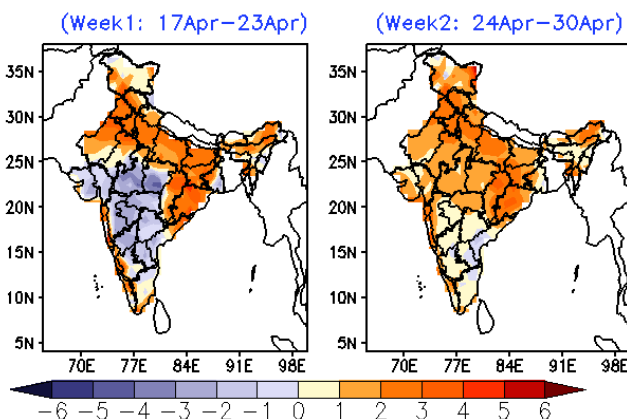 (Week1: 17Apr−23Apr) (Week2: 24Apr−30Apr)
35N 35N
30N 30N
25N 25N
20N 20N
15N 15N
10N 10N
5N 5N
70E 77E 84E 91E 98E 70E 77E 84E 91E 98E
−6 −5 −4 −3 −2 −1 0 1 2 3 4 5 6